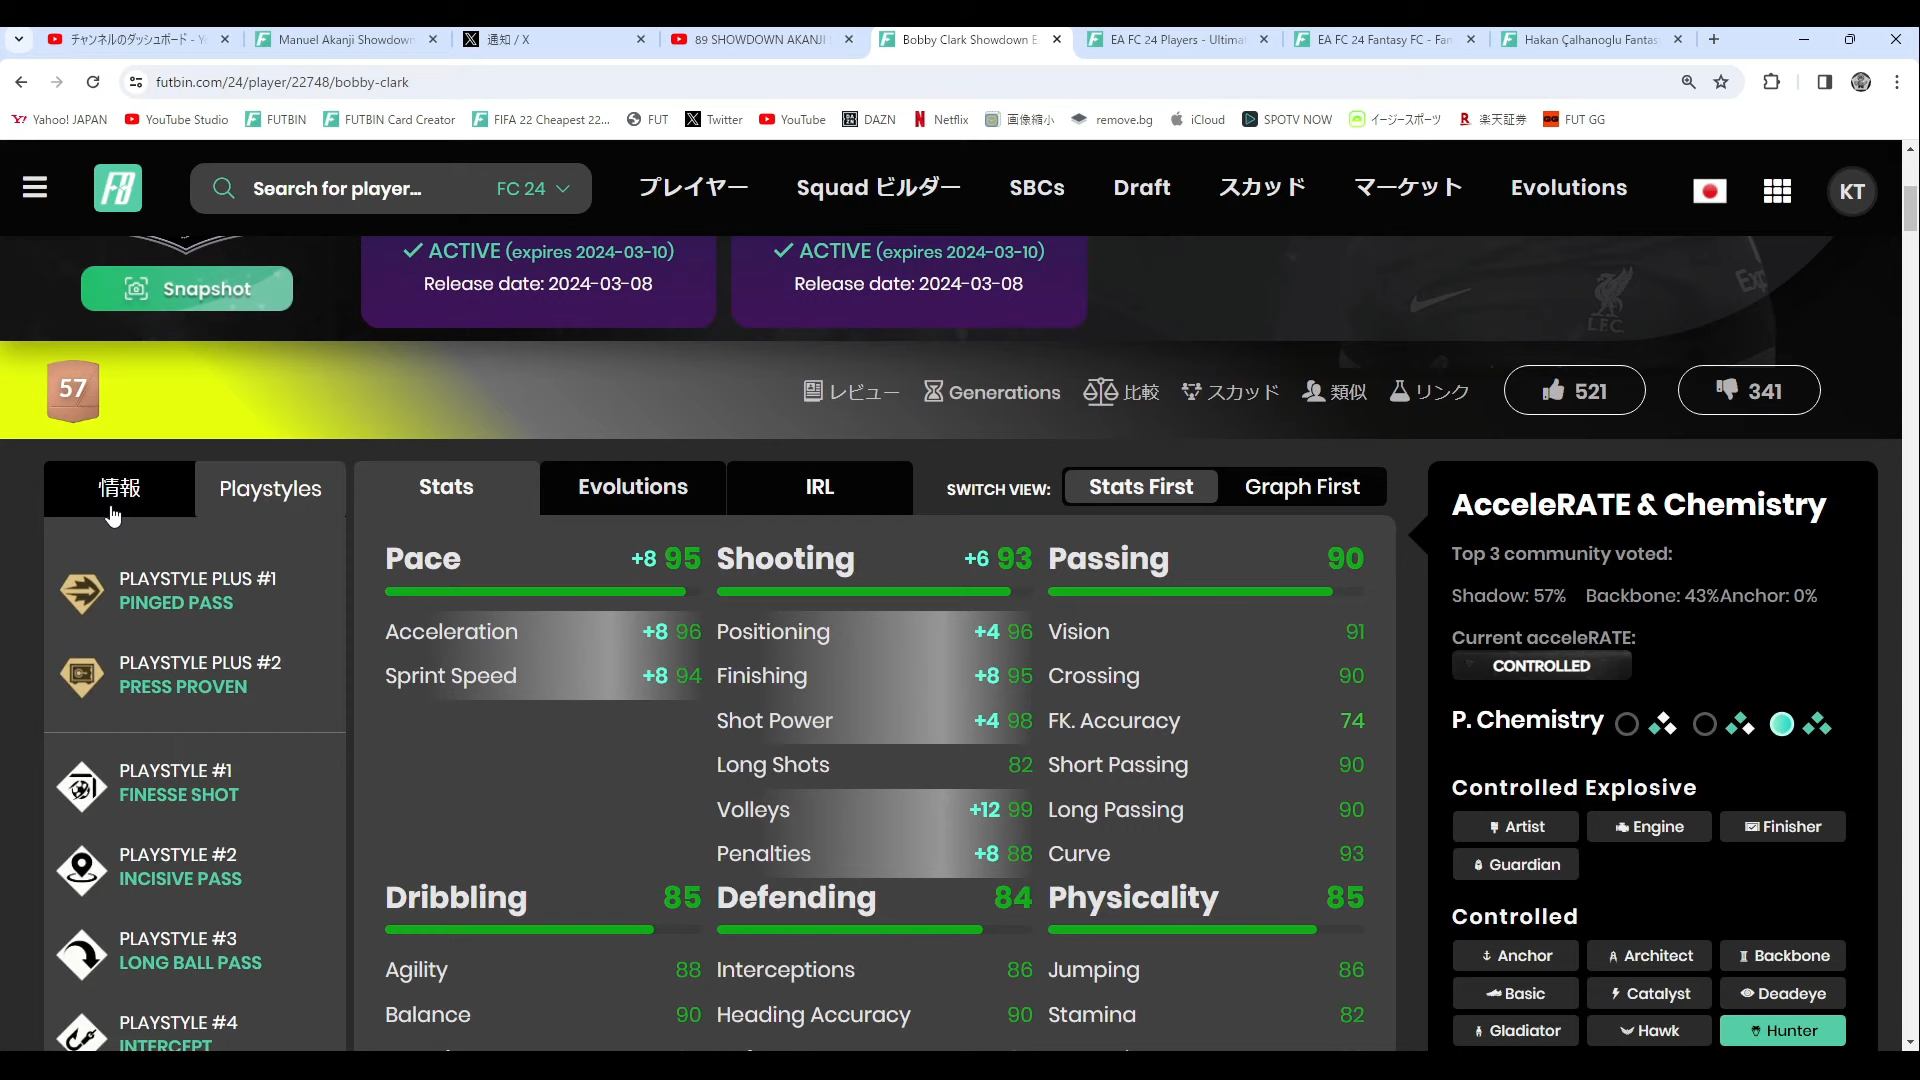 チャンネルのダッシュボード - Yo
Manuel Akanji Showdown
通知 / X
89 SHOWDOWN AKANJI
Bobby Clark Showdown E
EA FC 24 Players - Ultimat
EA FC 24 Fantasy FC - Fan
Hakan Çalhanoglu Fantas
futbin.com/24/player/22748/bobby-clark
Yahoo! JAPAN
YouTube Studio
FUTBIN
FUTBIN Card Creator
FIFA 22 Cheapest 22...
FUT
Twitter
YouTube
DAZN
Netflix
画像縮小
remove.bg
iCloud
SPOTV NOW
イージースポーツ
楽天証券
FUT GG
Search for player...
FC 24
プレイヤー
Squad ビルダー
SBCs
Draft
スカッド
マーケット
Evolutions
KT
Snapshot
ACTIVE (expires 2024-03-10)
Release date: 2024-03-08
ACTIVE (expires 2024-03-10)
Release date: 2024-03-08
Exp
L.F.C.
57
レビュー
Generations
比較
スカッド
類似
リンク
521
341
情報
Playstyles
PLAYSTYLE PLUS #1
PINGED PASS
PLAYSTYLE PLUS #2
PRESS PROVEN
PLAYSTYLE #1
FINESSE SHOT
PLAYSTYLE #2
INCISIVE PASS
PLAYSTYLE #3
LONG BALL PASS
PLAYSTYLE #4
INTERCEPT
Stats
Evolutions
IRL
SWITCH VIEW:
Stats First
Graph First
Pace +8 95
Acceleration +8 96
Sprint Speed +8 94
Shooting +6 93
Positioning +4 96
Finishing +8 95
Shot Power +4 98
Long Shots 82
Volleys +12 99
Penalties +8 88
Passing 90
Vision 91
Crossing 90
FK. Accuracy 74
Short Passing 90
Long Passing 90
Curve 93
Dribbling 85
Agility 88
Balance 90
Defending 84
Interceptions 86
Heading Accuracy 90
Physicality 85
Jumping 86
Stamina 82
AcceleRATE & Chemistry
Top 3 community voted:
Shadow: 57% Backbone: 43%Anchor: 0%
Current acceleRATE:
CONTROLLED
P. Chemistry
Controlled Explosive
Artist
Engine
Finisher
Guardian
Controlled
Anchor
Architect
Backbone
Basic
Catalyst
Deadeye
Gladiator
Hawk
Hunter